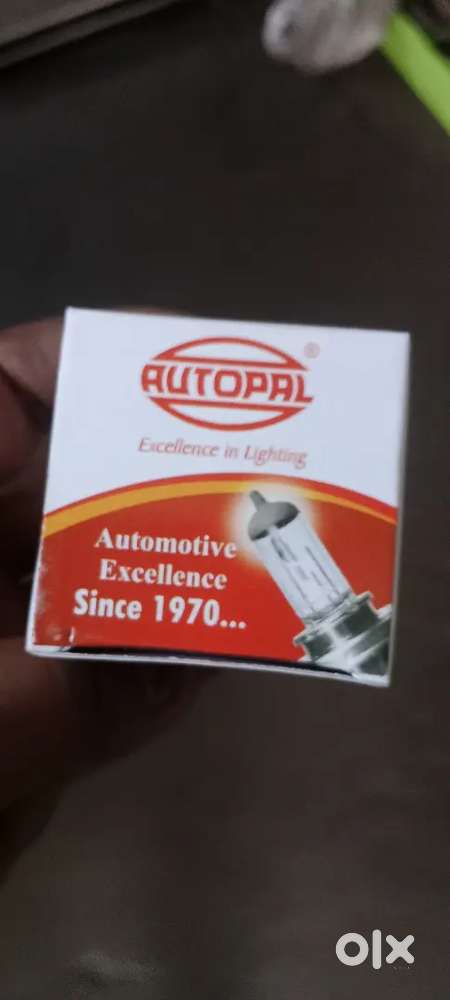 AUTOPAL
®
Excellence in Lighting
Automotive
Excellence
Since 1970...
olx